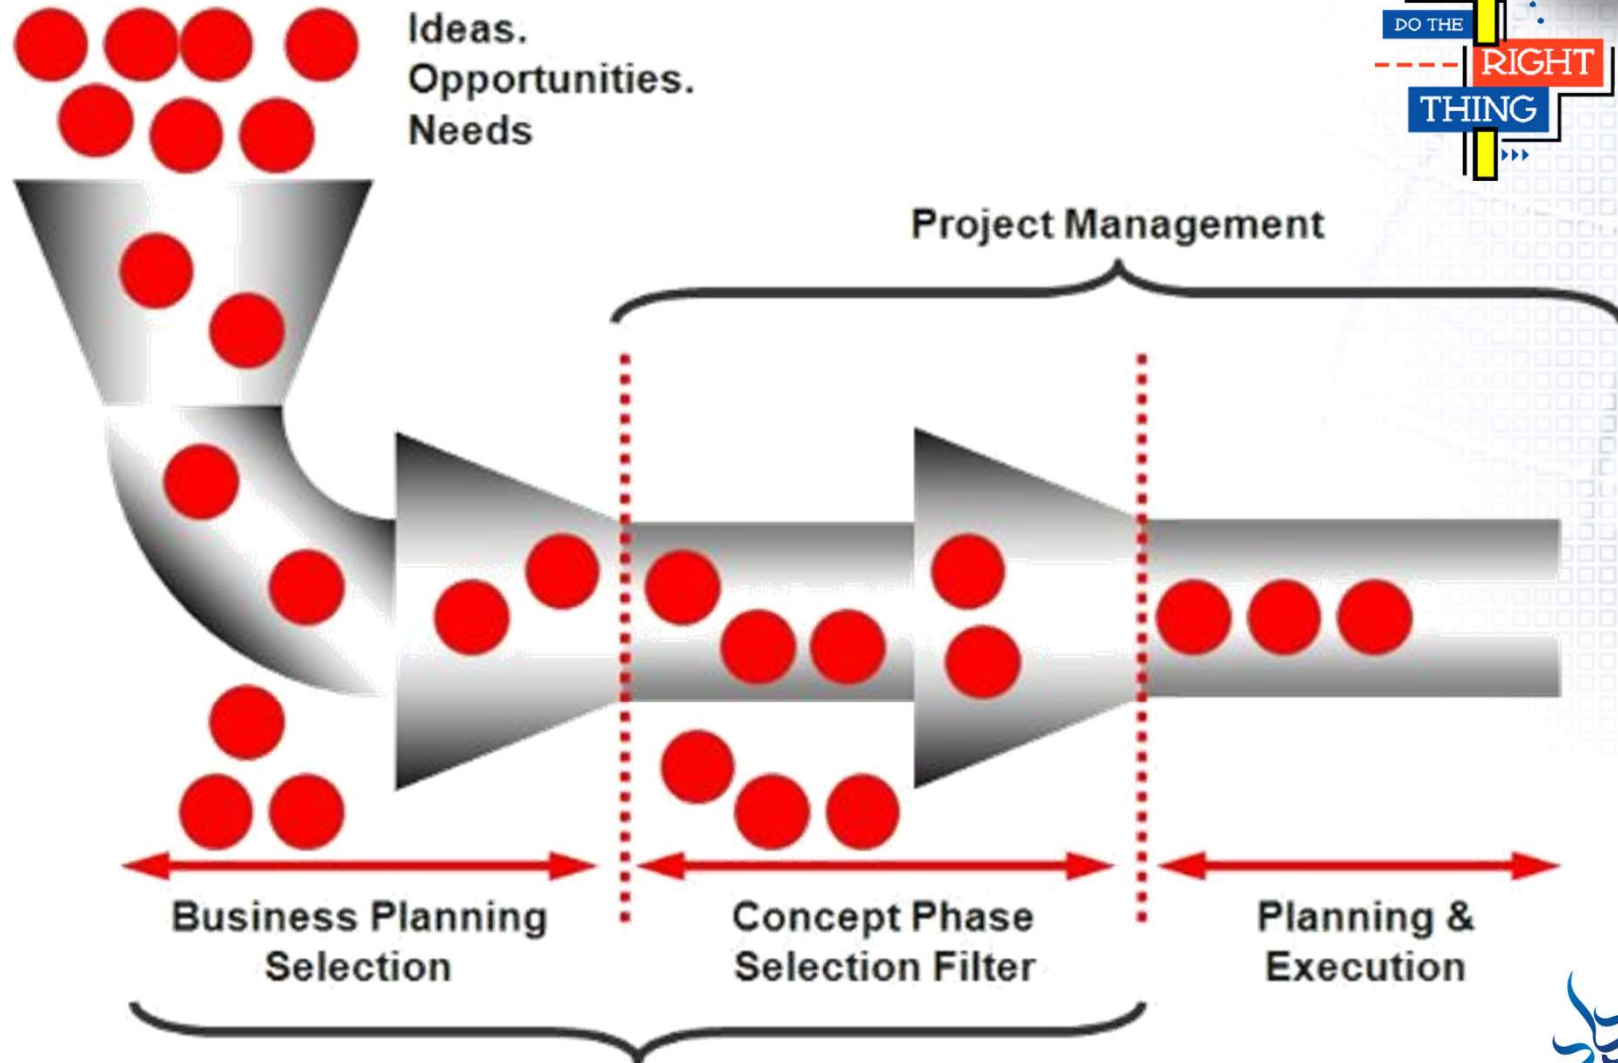 Ideas.
Opportunities.
Needs
DO THE
RIGHT
THING
Project Management
Business Planning
Selection
Concept Phase
Selection Filter
Planning &
Execution